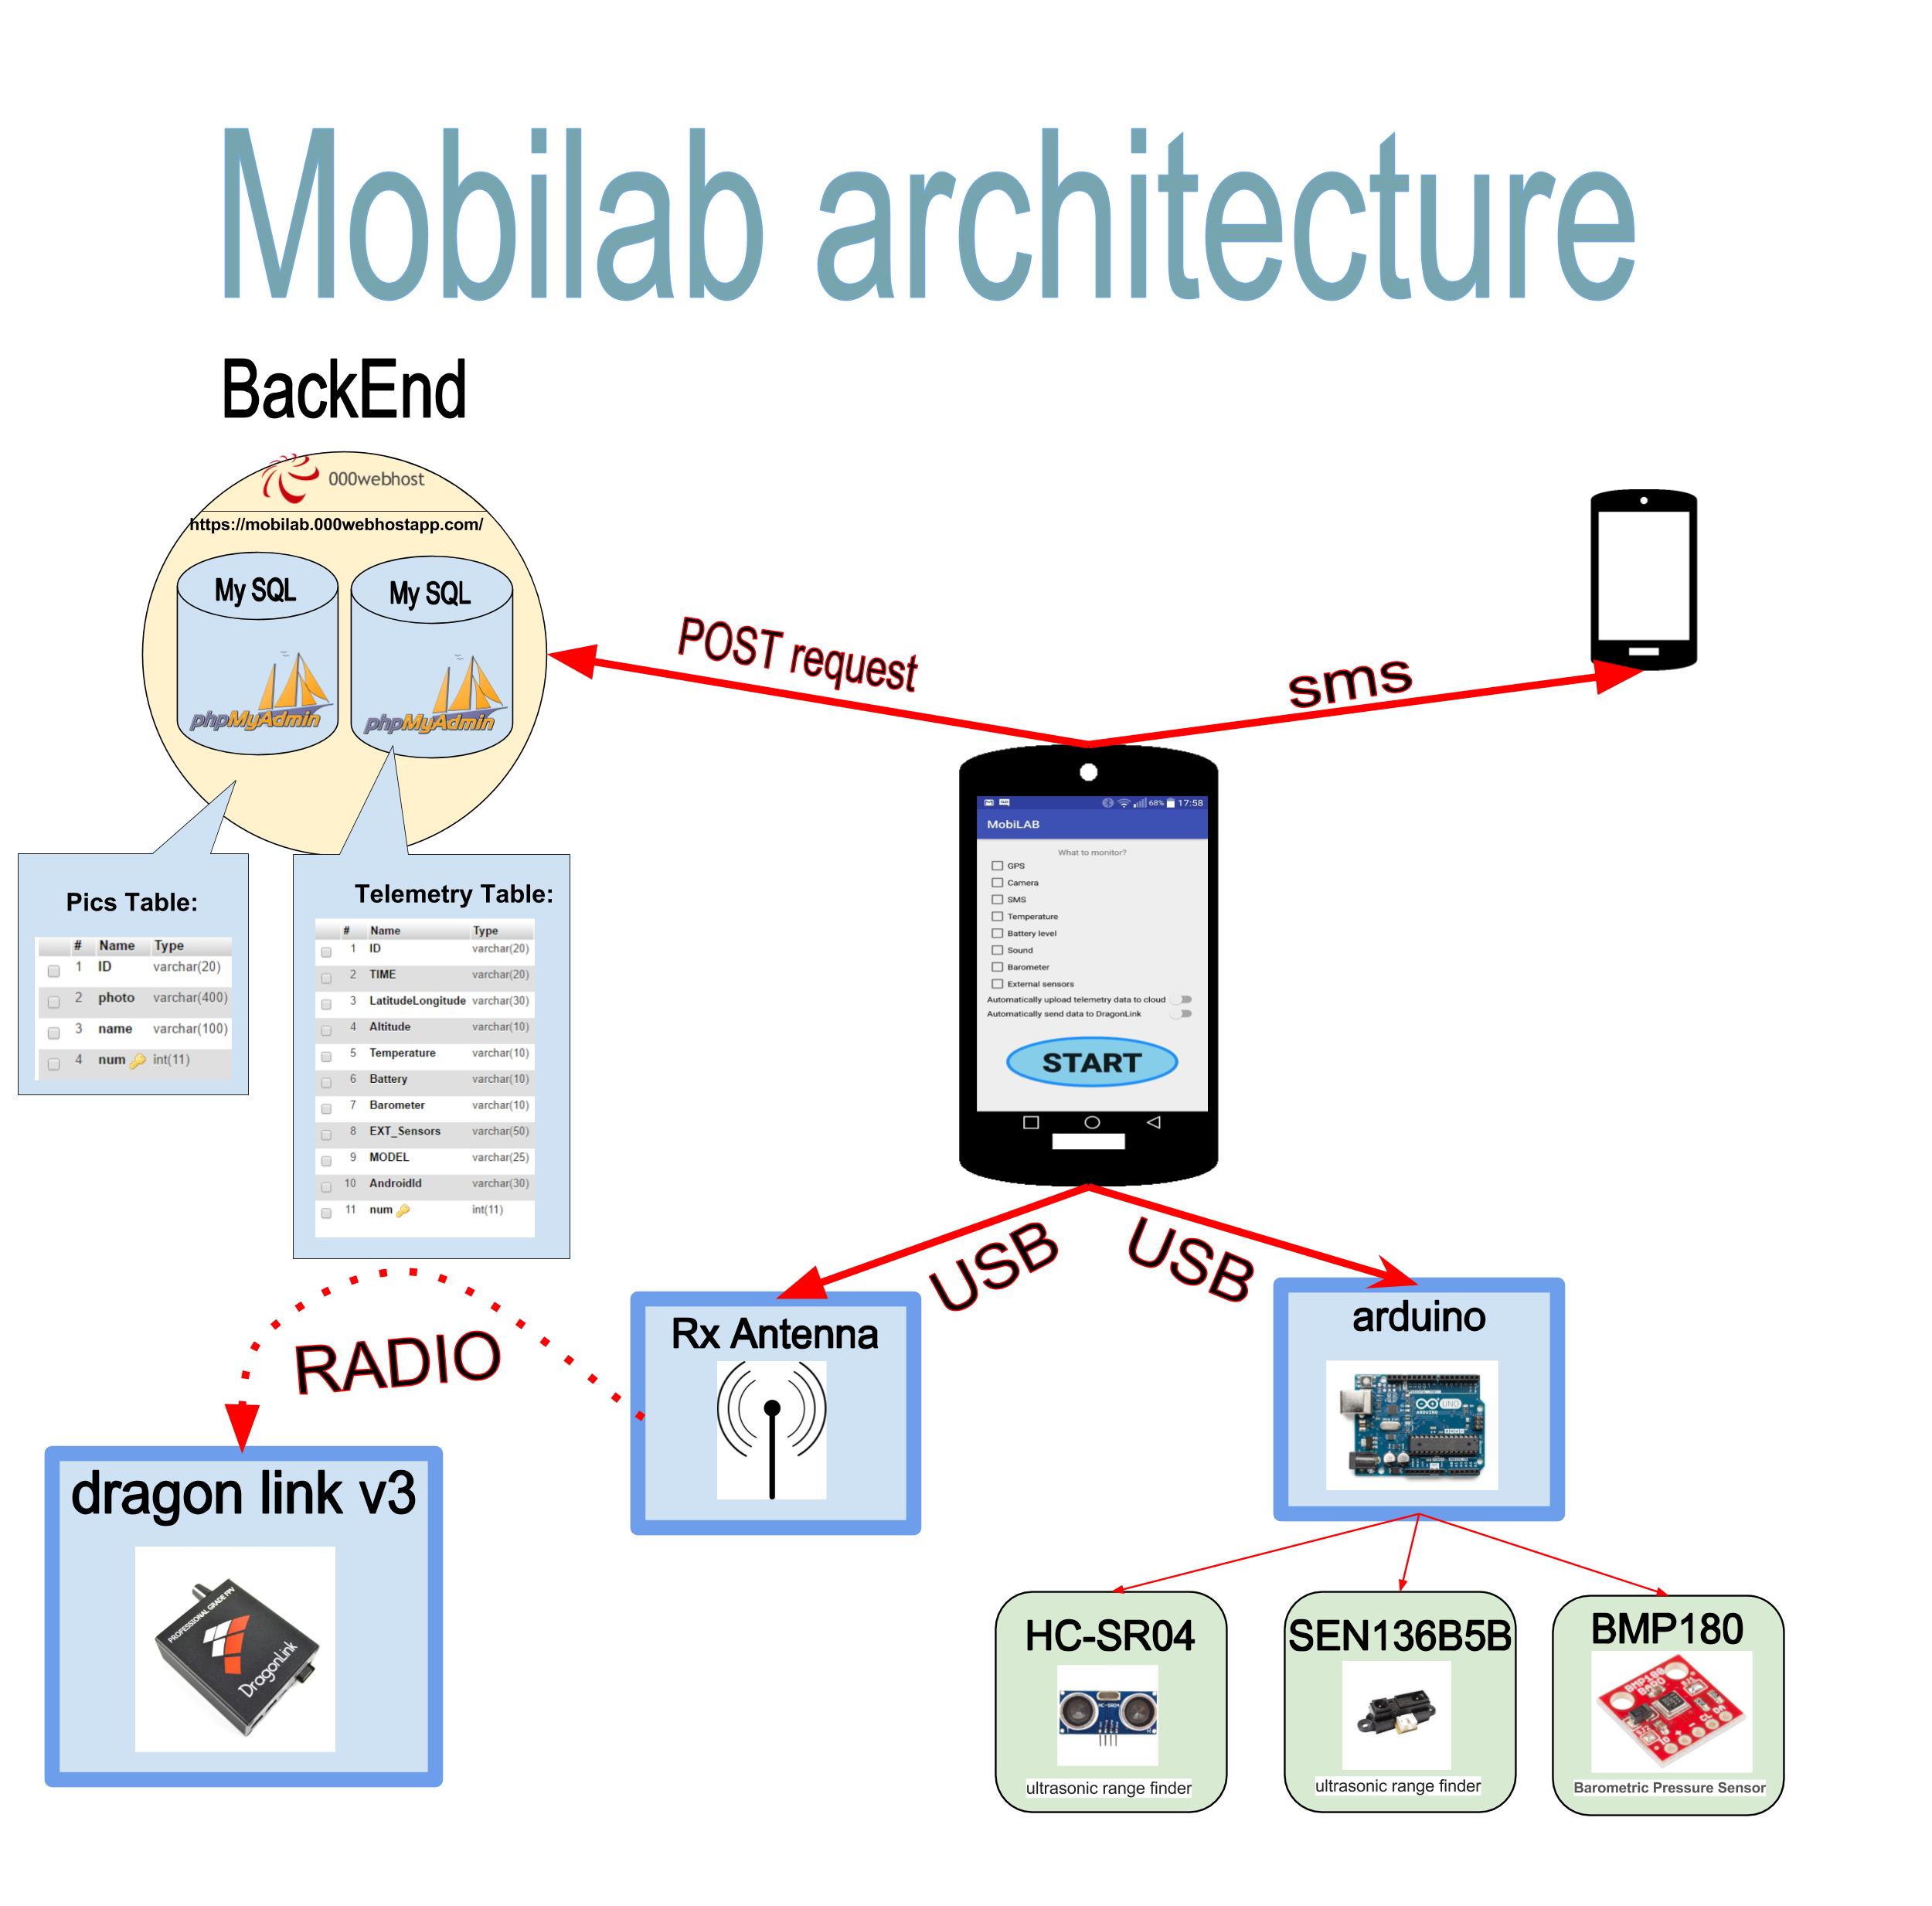 Mobilab architecture
BackEnd
000webhost
https://mobilab.000webhostapp.com/
My SQL
My SQL
phpMyAdmin
phpMyAdmin
POST request
sms
Pics Table:
# Name Type
1 ID varchar(20)
2 photo varchar(400)
3 name varchar(100)
4 num int(11)
Telemetry Table:
# Name Type
1 ID varchar(20)
2 TIME varchar(20)
3 LatitudeLongitude varchar(30)
4 Altitude varchar(10)
5 Temperature varchar(10)
6 Battery varchar(10)
7 Barometer varchar(10)
8 EXT_Sensors varchar(50)
9 MODEL varchar(25)
10 AndroidId varchar(30)
11 num int(11)
68% 17:58
MobiLAB
What to monitor?
GPS
Camera
SMS
Temperature
Battery level
Sound
Barometer
External sensors
Automatically upload telemetry data to cloud
Automatically send data to DragonLink
START
USB
USB
RADIO
Rx Antenna
arduino
UNO
ARDUINO
dragon link v3
PROFESSIONAL GRADE FPV
DragonLink
HC-SR04
HC-SR04
ultrasonic range finder
SEN136B5B
ultrasonic range finder
BMP180
BMP180
Barometric Pressure Sensor